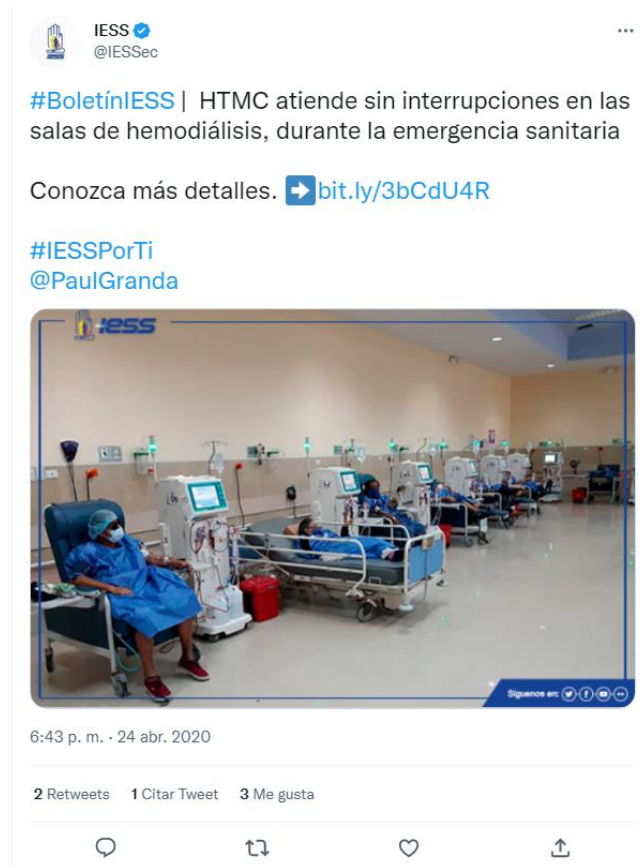 IESS
@IESSec
#BoletínIESS | HTMC atiende sin interrupciones en las
salas de hemodiálisis, durante la emergencia sanitaria
Conozca más detalles. ➡bit.ly/3bCdU4R
#IESSPorTi
@PaulGranda
iess
Síguenos en:
6:43 p. m. · 24 abr. 2020
2 Retweets 1 Citar Tweet 3 Me gusta